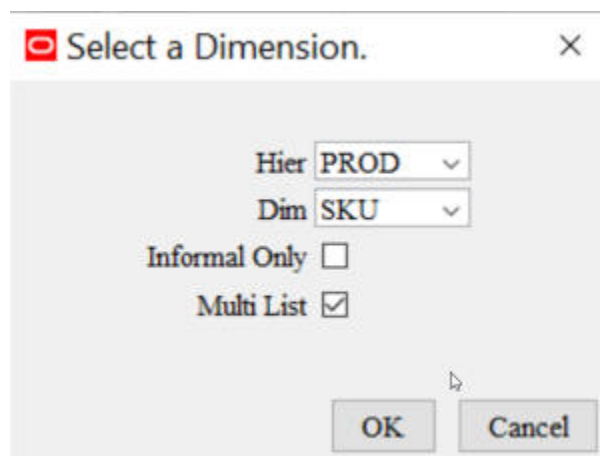 Select a Dimension.
Hier PROD
Dim SKU
Informal Only
Multi List
OK Cancel